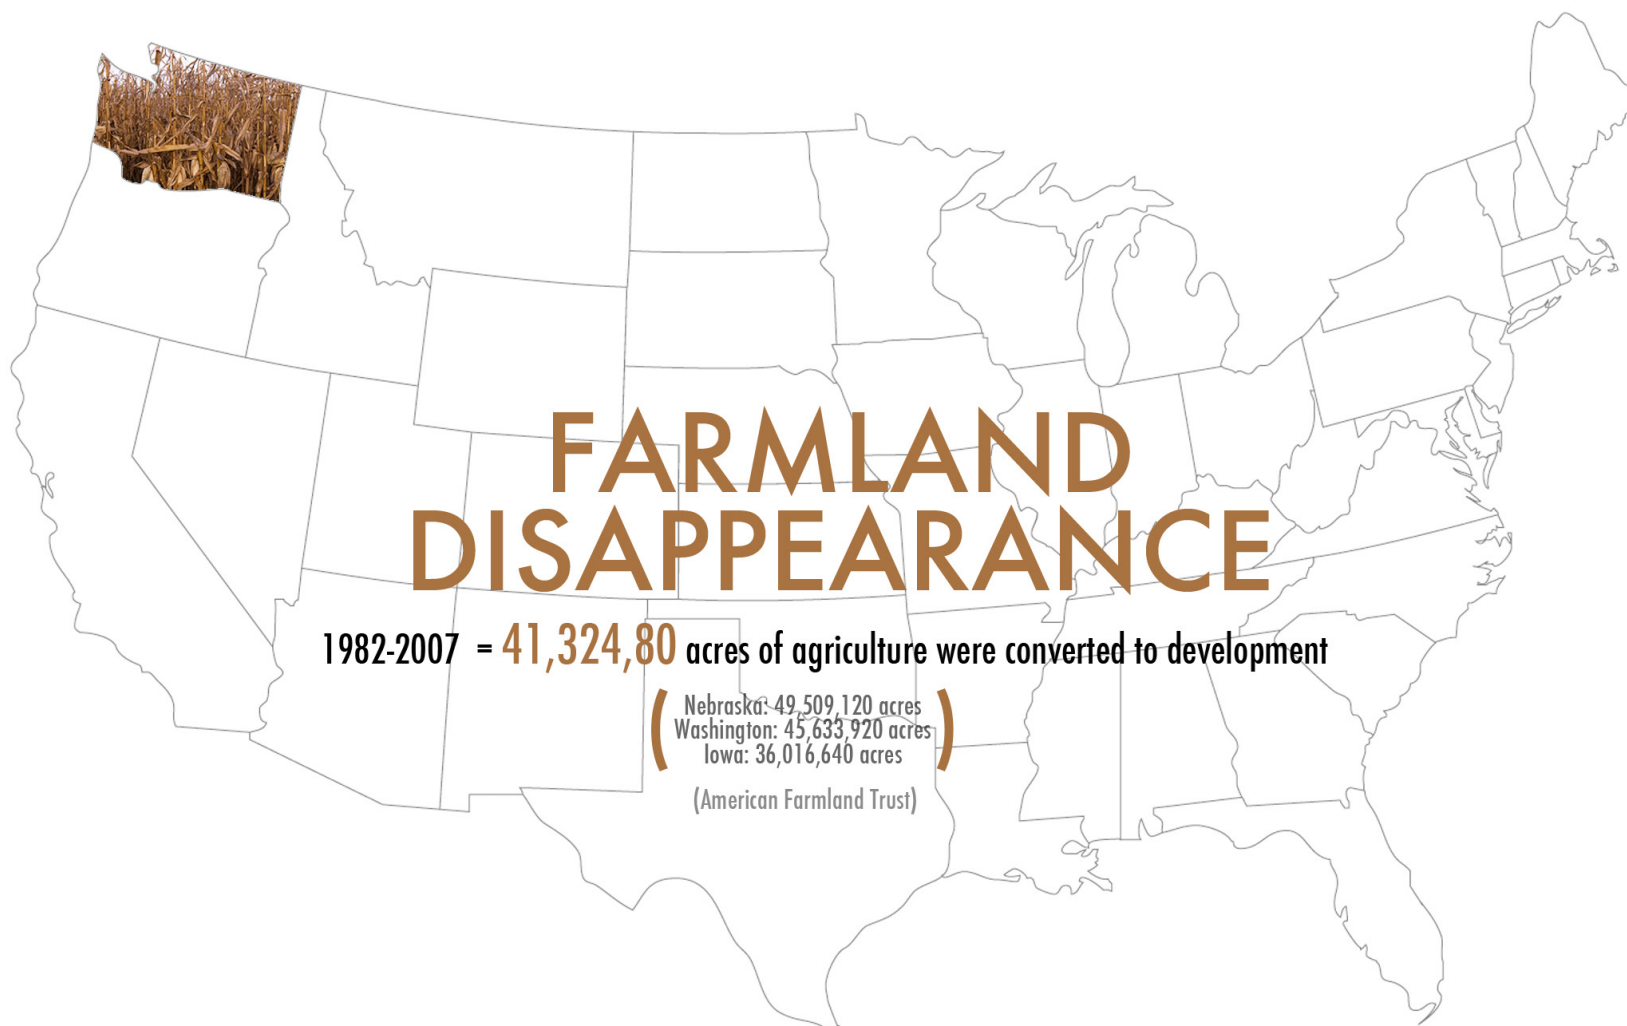 FARMLAND
DISAPPEARANCE
1982-2007 = 41,324,80 acres of agriculture were converted to development
( Nebraska: 49,509,120 acres
Washington: 45,633,920 acres
Iowa: 36,016,640 acres )
(American Farmland Trust)